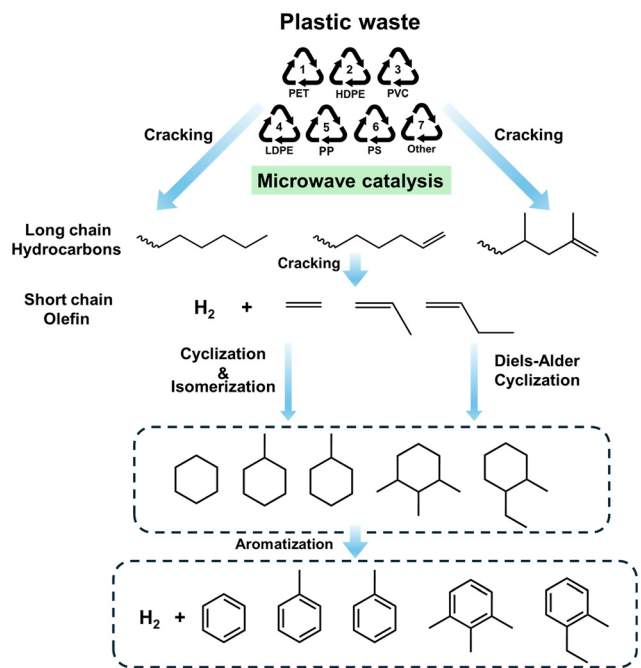 Plastic waste
1
2
3
PET
HDPE
PVC
4
5
6
7
LDPE
PP
PS
Other
Cracking
Cracking
Microwave catalysis
Long chain
Hydrocarbons
Cracking
Short chain
Olefin
H2 +
Cyclization
&
Isomerization
Diels-Alder
Cyclization
Aromatization
H2 +